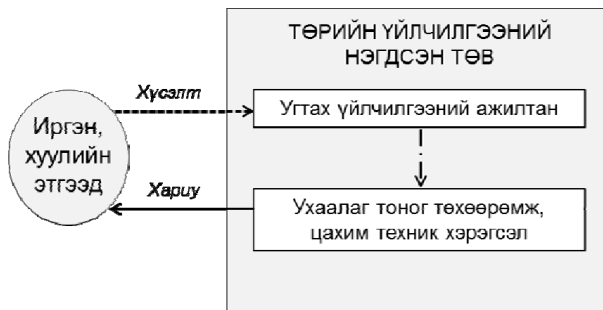 ТӨРИЙН ҮЙЛЧИЛГЭЭНИЙ
НЭГДСЭН ТӨВ
Хүсэлт
Угтах үйлчилгээний ажилтан
Иргэн,
хуулийн
этгээд
Хариу
Ухаалаг тоног төхөөрөмж,
цахим техник хэрэгсэл